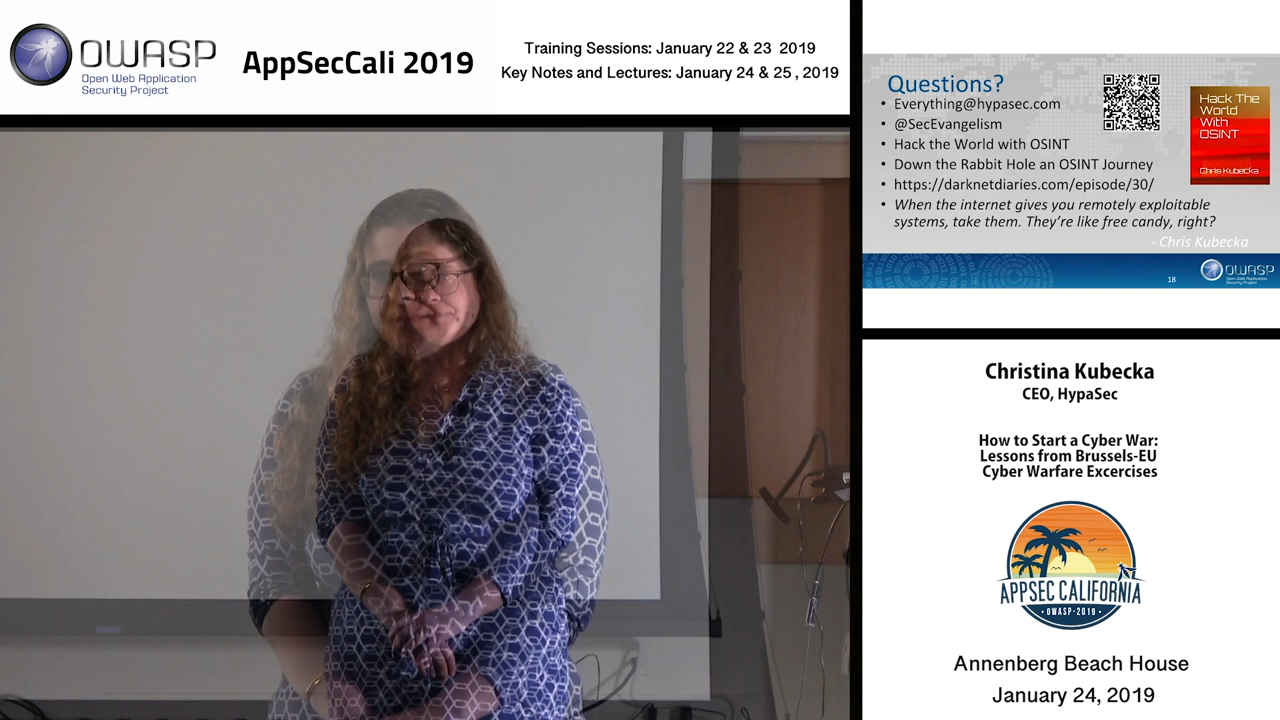 OWASP
Open Web Application
Security Project
AppSecCali 2019
Training Sessions: January 22 & 23 2019
Key Notes and Lectures: January 24 & 25 , 2019
Questions?
• Everything@hypasec.com
• @SecEvangelism
• Hack the World with OSINT
• Down the Rabbit Hole an OSINT Journey
• https://darknetdiaries.com/episode/30/
• When the internet gives you remotely exploitable
systems, take them. They're like free candy, right?
- Chris Kubecka
Hack The
World
With
OSINT
Chris Kubecka
18
OWASP
Open Web Application
Security Project
Christina Kubecka
CEO, HypaSec
How to Start a Cyber War:
Lessons from Brussels-EU
Cyber Warfare Excercises
APPSEC CALIFORNIA
• OWASP-2019 •
Annenberg Beach House
January 24, 2019